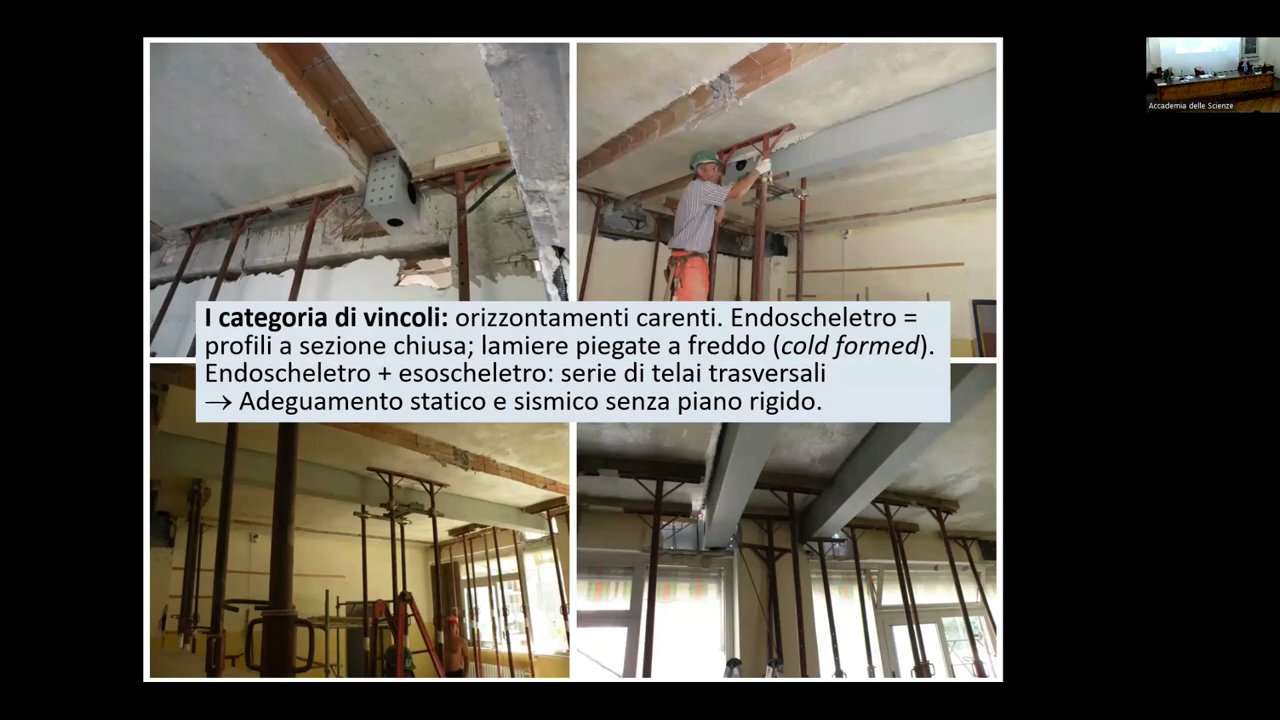 I categoria di vincoli: orizzontamenti carenti. Endoscheletro =
profili a sezione chiusa; lamiere piegate a freddo (cold formed).
Endoscheletro + esoscheletro: serie di telai trasversali
→ Adeguamento statico e sismico senza piano rigido.
Accademia delle Scienze